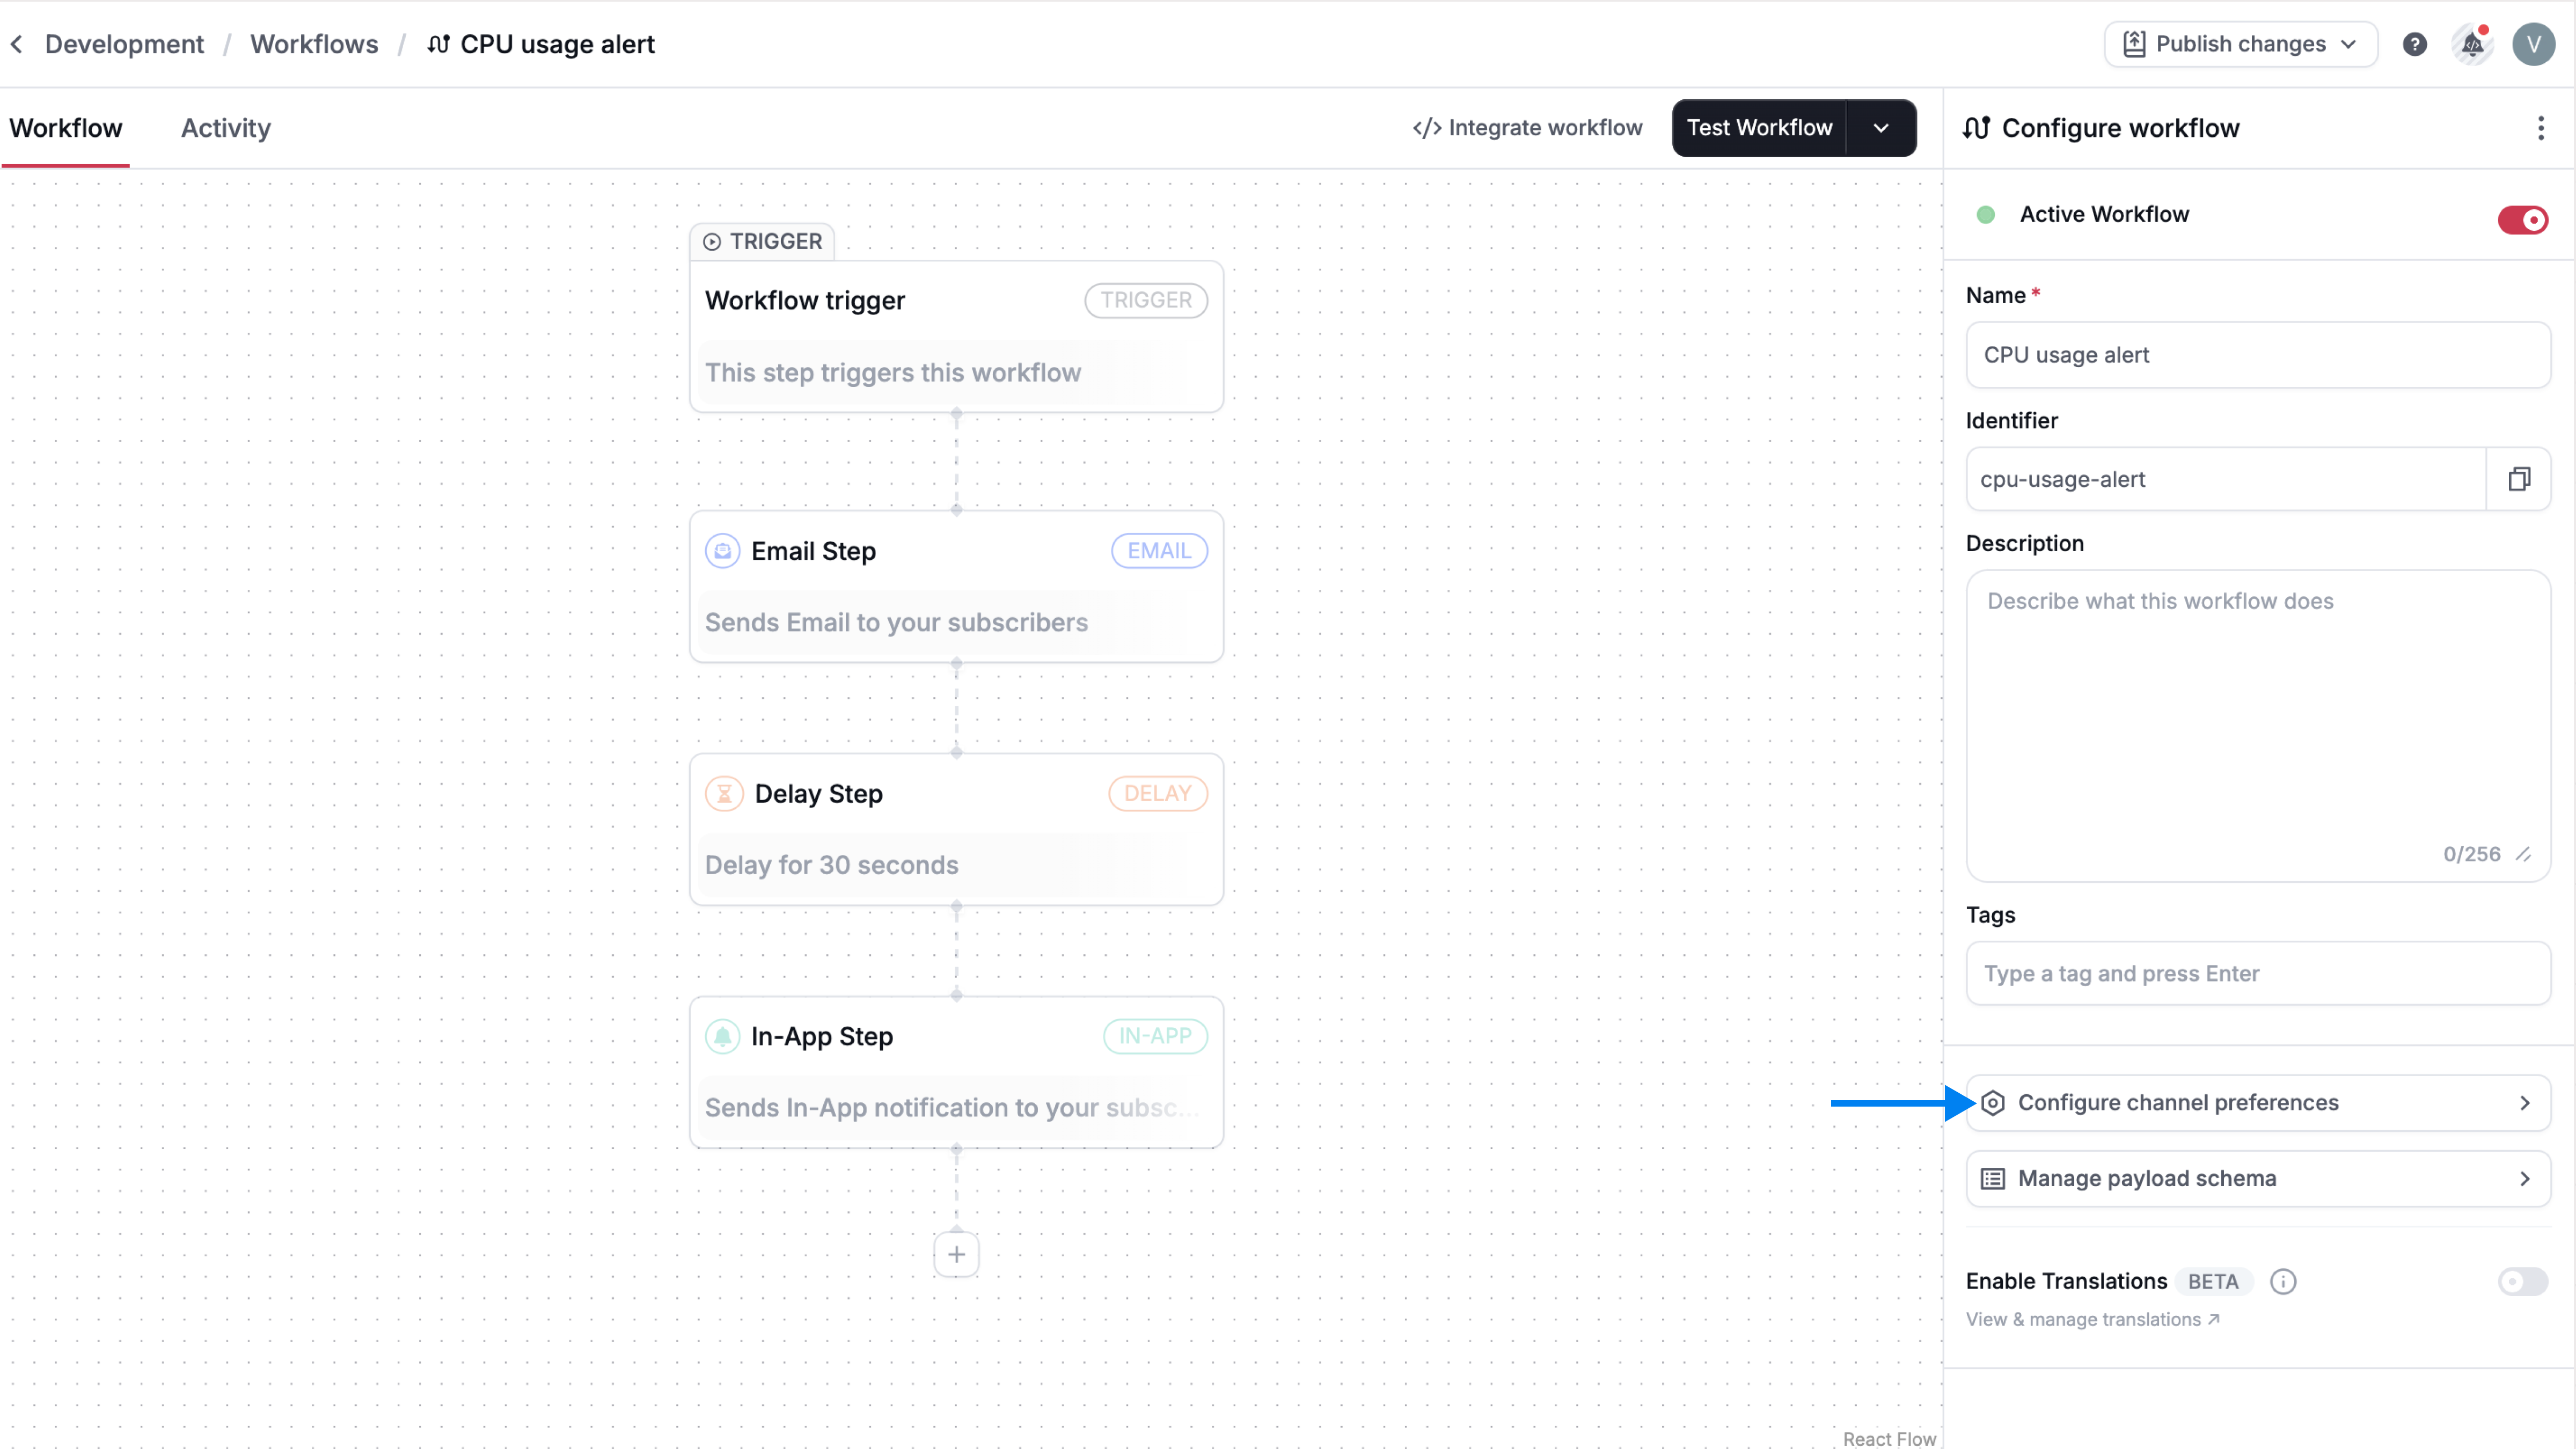 Development / Workflows / CPU usage alert
Publish changes
?
V
Workflow
Activity
</> Integrate workflow
Test Workflow
TRIGGER
Workflow trigger
TRIGGER
This step triggers this workflow
Email Step
EMAIL
Sends Email to your subscribers
Delay Step
DELAY
Delay for 30 seconds
In-App Step
IN-APP
Sends In-App notification to your subsc...
+
React Flow
Configure workflow
Active Workflow
Name *
CPU usage alert
Identifier
cpu-usage-alert
Description
Describe what this workflow does
0/256
Tags
Type a tag and press Enter
Configure channel preferences
Manage payload schema
Enable Translations BETA
View & manage translations ↗